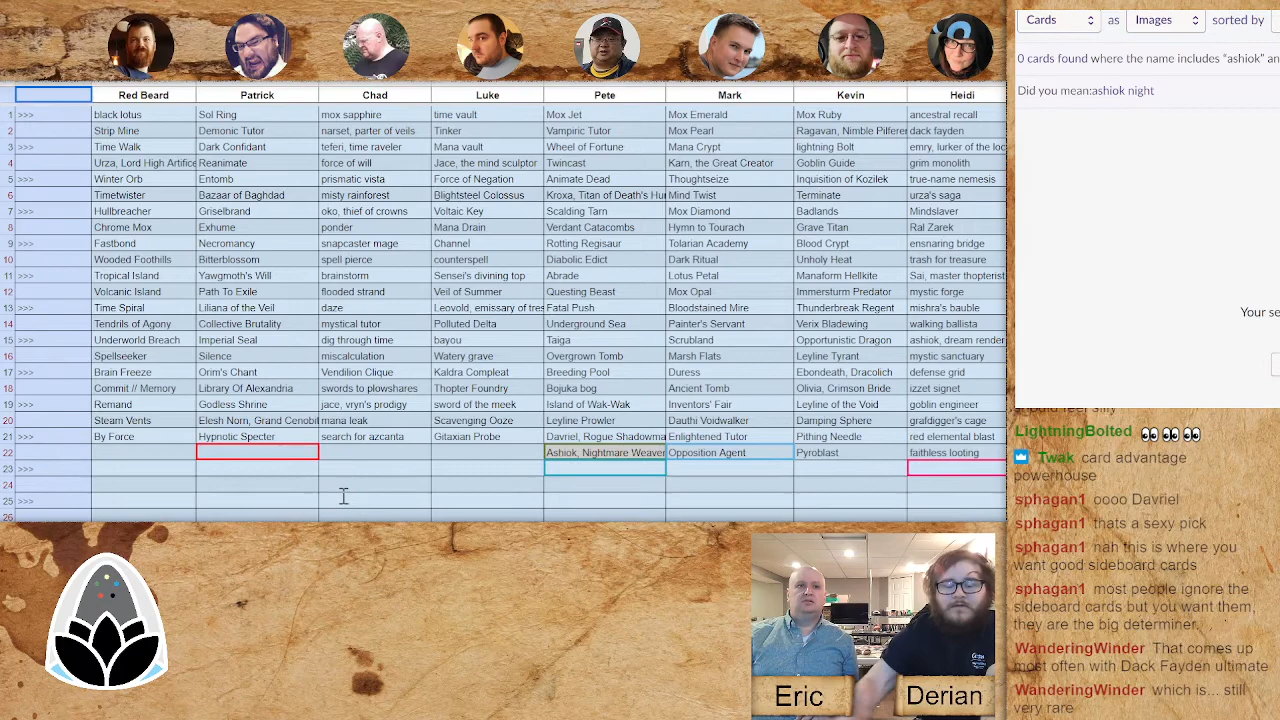 Cards as Images sorted by
0 cards found where the name includes “ashiok” an
Did you mean:ashiok night
Your se
Red Beard Patrick Chad Luke Pete Mark Kevin Heidi
1 >>> black lotus Sol Ring mox sapphire time vault Mox Jet Mox Emerald Mox Ruby ancestral recall
2 Strip Mine Demonic Tutor narset, parter of veils Tinker Vampiric Tutor Mox Pearl Ragavan, Nimble Pilferer dack fayden
3 >>> Time Walk Dark Confidant teferi, time raveler Mana vault Wheel of Fortune Mana Crypt lightning Bolt emry, lurker of the loc
4 Urza, Lord High Artifice Reanimate force of will Jace, the mind sculptor Twincast Karn, the Great Creator Goblin Guide grim monolith
5 >>> Winter Orb Entomb prismatic vista Force of Negation Animate Dead Thoughtseize Inquisition of Kozilek true-name nemesis
6 Timetwister Bazaar of Baghdad misty rainforest Blightsteel Colossus Kroxa, Titan of Death's Hu Mind Twist Terminate urza's saga
7 >>> Hullbreacher Griselbrand oko, thief of crowns Voltaic Key Scalding Tarn Mox Diamond Badlands Mindslaver
8 Chrome Mox Exhume ponder Mana Drain Verdant Catacombs Hymn to Tourach Grave Titan Ral Zarek
9 >>> Fastbond Necromancy snapcaster mage Channel Rotting Regisaur Tolarian Academy Blood Crypt ensnaring bridge
10 Wooded Foothills Bitterblossom spell pierce counterspell Diabolic Edict Dark Ritual Unholy Heat trash for treasure
11 >>> Tropical Island Yawgmoth's Will brainstorm Sensei's divining top Abrade Lotus Petal Manaform Hellkite Sai, master thopterist
12 Volcanic Island Path To Exile flooded strand Veil of Summer Questing Beast Mox Opal Immersturm Predator mystic forge
13 >>> Time Spiral Liliana of the Veil daze Leovold, emissary of tres Fatal Push Bloodstained Mire Thunderbreak Regent mishra's bauble
14 Tendrils of Agony Collective Brutality mystical tutor Polluted Delta Underground Sea Painter's Servant Verix Bladewing walking ballista
15 >>> Underworld Breach Imperial Seal dig through time bayou Taiga Scrubland Opportunistic Dragon ashiok, dream render
16 Spellseeker Silence miscalculation Watery grave Overgrown Tomb Marsh Flats Leyline Tyrant mystic sanctuary
17 >>> Brain Freeze Orim's Chant Vendilion Clique Kaldra Compleat Breeding Pool Duress Ebondeath, Dracolich defense grid
18 Commit // Memory Library Of Alexandria swords to plowshares Thopter Foundry Bojuka bog Ancient Tomb Olivia, Crimson Bride izzet signet
19 >>> Remand Godless Shrine jace, vryn's prodigy sword of the meek Island of Wak-Wak Inventors' Fair Leyline of the Void goblin engineer
20 Steam Vents Elesh Norn, Grand Cenobit mana leak Scavenging Ooze Leyline Prowler Dauthi Voidwalker Damping Sphere grafdigger's cage
21 >>> By Force Hypnotic Specter search for azcanta Gitaxian Probe Davriel, Rogue Shadowma Enlightened Tutor Pithing Needle red elemental blast
22 Ashiok, Nightmare Weaver Opposition Agent Pyroblast faithless looting
23 >>>
24
25 >>>
26
should feel silly
LightningBolted 👀 👀 👀
Twak card advantage
powerhouse
sphagan1 oooo Davriel
sphagan1 thats a sexy pick
sphagan1 nah this is where you
want good sideboard cards
sphagan1 most people ignore the
sideboard cards but you want them,
they are the big determiner.
WanderingWinder That comes up
most often with Dack Fayden ultimate
WanderingWinder which is... still
very rare
Eric Derian